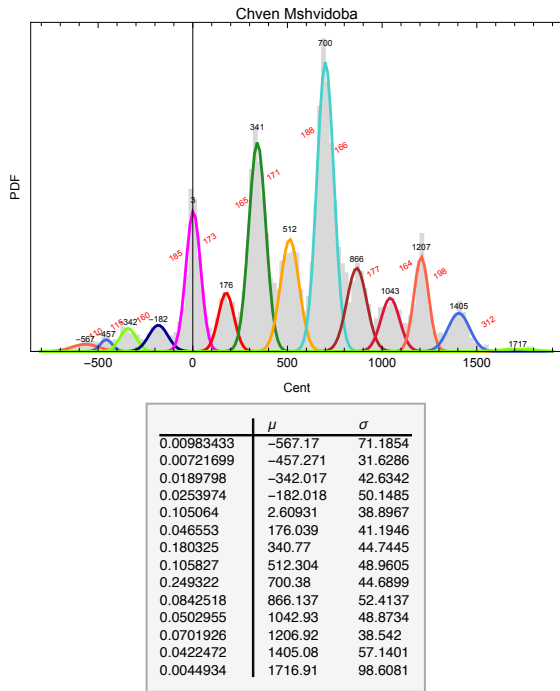 Chven Mshvidoba
700
188
166
341
165
171
3
185
173
512
176
866
177
1043
164
1207
198
1405
312
1717
-567
110
-457
115
-342
160
-182
PDF
-500 0 500 1000 1500
Cent
μ σ
0.00983433 -567.17 71.1854
0.00721699 -457.271 31.6286
0.0189798 -342.017 42.6342
0.0253974 -182.018 50.1485
0.105064 2.60931 38.8967
0.046553 176.039 41.1946
0.180325 340.77 44.7445
0.105827 512.304 48.9605
0.249322 700.38 44.6899
0.0842518 866.137 52.4137
0.0502955 1042.93 48.8734
0.0701926 1206.92 38.542
0.0422472 1405.08 57.1401
0.0044934 1716.91 98.6081